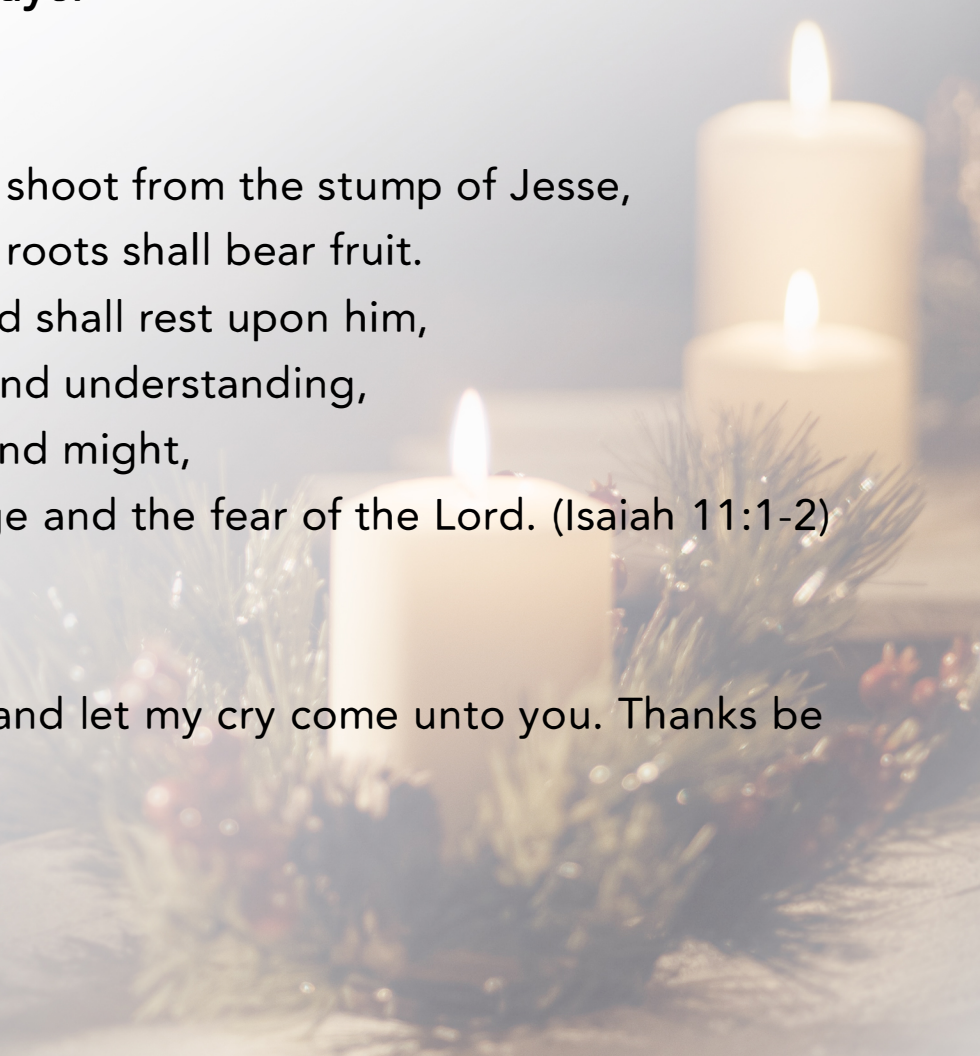 shoot from the stump of Jesse,
roots shall bear fruit.
d shall rest upon him,
nd understanding,
nd might,
ge and the fear of the Lord. (Isaiah 11:1-2)
and let my cry come unto you. Thanks be